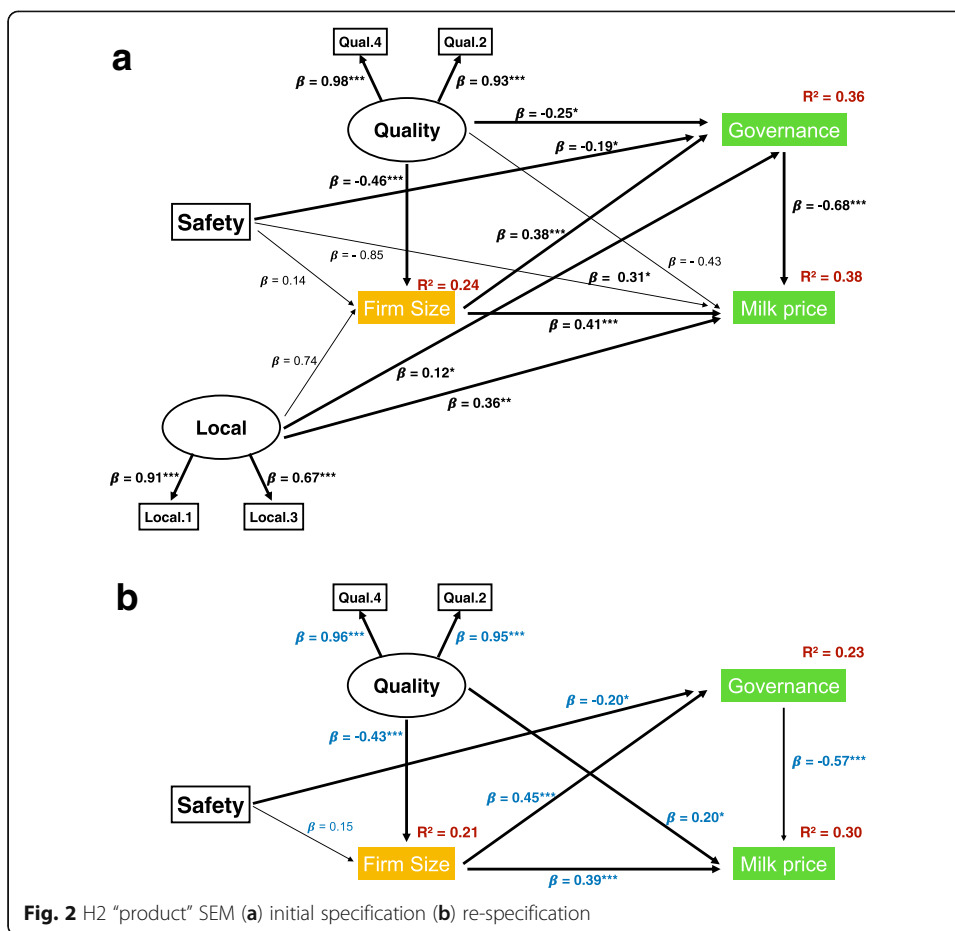 a
Qual.4
Qual.2
β = 0.98***
β = 0.93***
R² = 0.36
Quality
β = -0.25*
Governance
β = -0.19*
β = -0.46***
Safety
β = 0.38***
β = -0.68***
β = - 0.85
β = - 0.43
β = 0.14
β = 0.31*
R² = 0.24
R² = 0.38
Firm Size
Milk price
β = 0.41***
β = 0.74
β = 0.12*
β = 0.36**
Local
β = 0.91***
β = 0.67***
Local.1
Local.3
b
Qual.4
Qual.2
β = 0.96***
β = 0.95***
R² = 0.23
Quality
Governance
β = -0.20*
β = -0.43***
β = -0.57***
Safety
β = 0.45***
β = 0.20*
β = 0.15
R² = 0.21
R² = 0.30
Firm Size
Milk price
β = 0.39***
Fig. 2 H2 “product” SEM (a) initial specification (b) re-specification